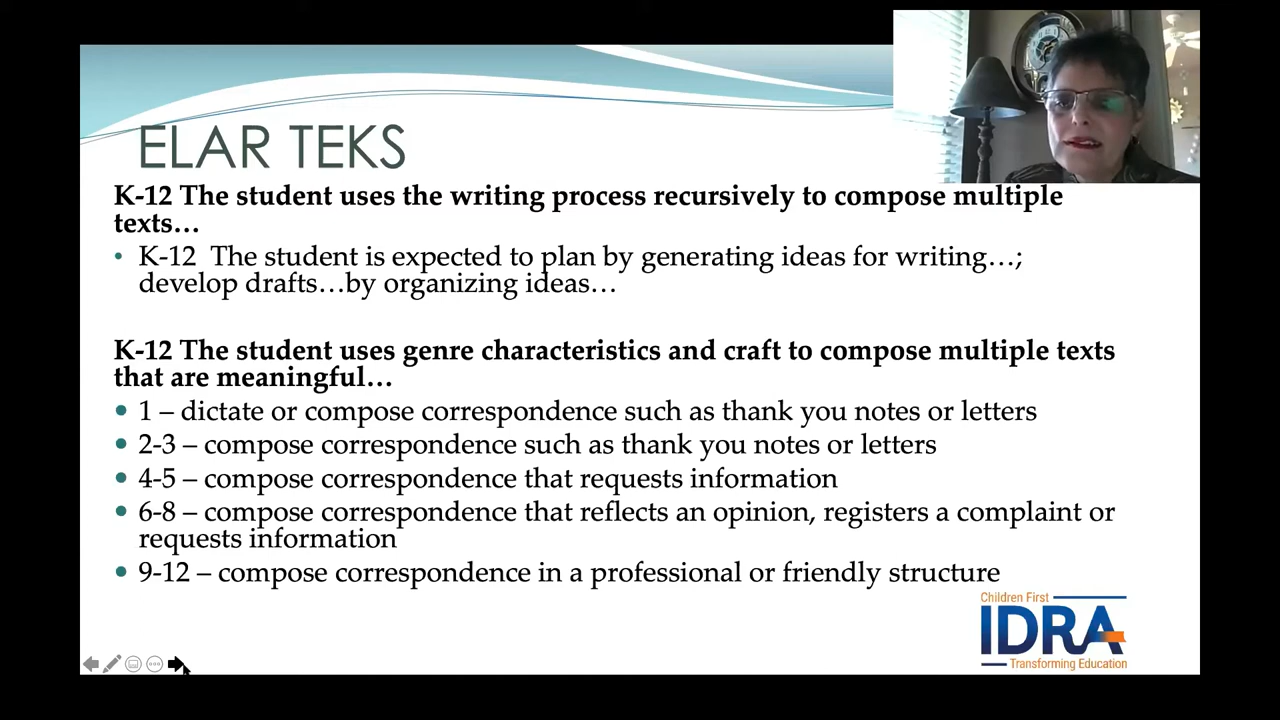 ELAR TEKS
K-12 The student uses the writing process recursively to compose multiple
texts…
• K-12  The student is expected to plan by generating ideas for writing…;
develop drafts…by organizing ideas…
K-12 The student uses genre characteristics and craft to compose multiple texts
that are meaningful…
• 1 – dictate or compose correspondence such as thank you notes or letters
• 2-3 – compose correspondence such as thank you notes or letters
• 4-5 – compose correspondence that requests information
• 6-8 – compose correspondence that reflects an opinion, registers a complaint or
requests information
• 9-12 – compose correspondence in a professional or friendly structure
Children First
IDRA
Transforming Education